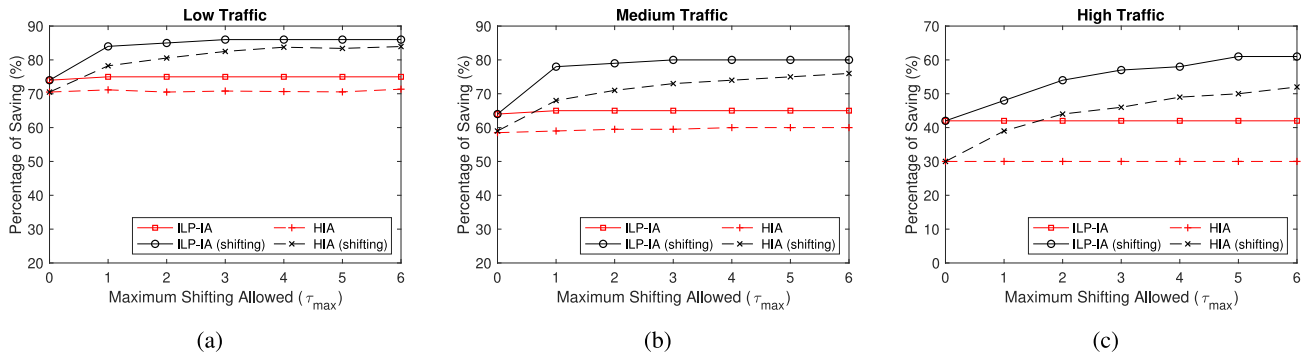 Low Traffic
Percentage of Saving (%)
90
80
70
60
50
40
30
20
0 1 2 3 4 5 6
Maximum Shifting Allowed (τmax)
ILP-IA
ILP-IA (shifting)
HIA
HIA (shifting)
(a)
Medium Traffic
Percentage of Saving (%)
90
80
70
60
50
40
30
20
0 1 2 3 4 5 6
Maximum Shifting Allowed (τmax)
ILP-IA
ILP-IA (shifting)
HIA
HIA (shifting)
(b)
High Traffic
Percentage of Saving (%)
70
60
50
40
30
20
10
0
0 1 2 3 4 5 6
Maximum Shifting Allowed (τmax)
ILP-IA
ILP-IA (shifting)
HIA
HIA (shifting)
(c)